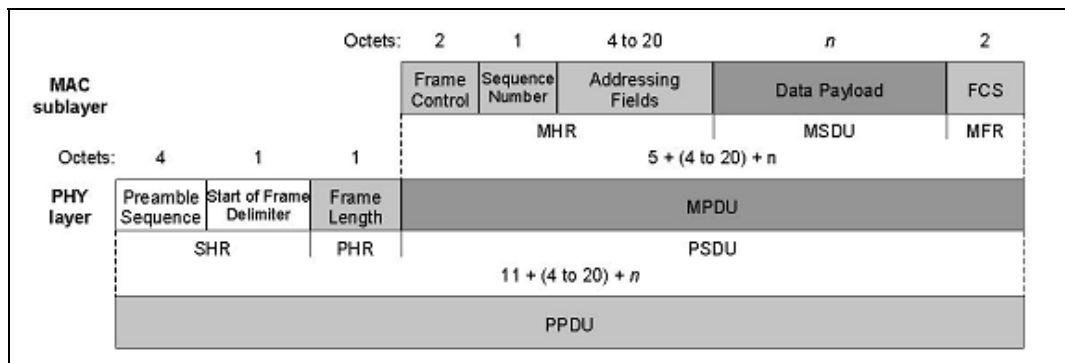 Octets: 2 1 4 to 20 n 2
MAC sublayer
Frame Control
Sequence Number
Addressing Fields
Data Payload
FCS
MHR MSDU MFR
Octets: 4 1 1 5 + (4 to 20) + n
PHY layer
Preamble Sequence
Start of Frame Delimiter
Frame Length
MPDU
SHR PHR PSDU
11 + (4 to 20) + n
PPDU